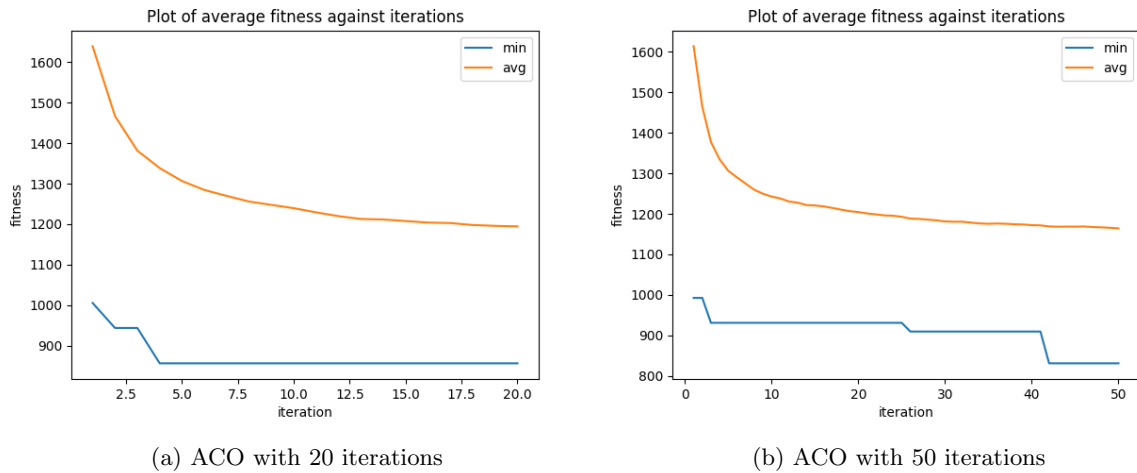 Plot of average fitness against iterations
min
avg
1600
1500
1400
1300
1200
1100
1000
900
fitness
2.5
5.0
7.5
10.0
12.5
15.0
17.5
20.0
iteration
(a) ACO with 20 iterations
Plot of average fitness against iterations
min
avg
1600
1500
1400
1300
1200
1100
1000
900
800
fitness
0
10
20
30
40
50
iteration
(b) ACO with 50 iterations